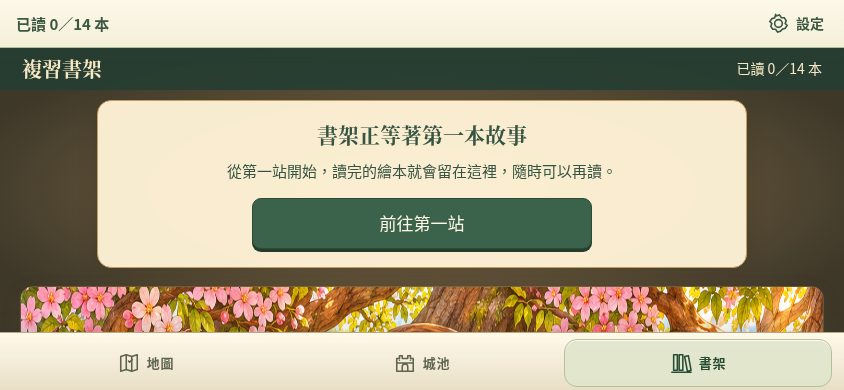 已讀 0／14 本
設定
複習書架
已讀 0／14 本
書架正等著第一本故事
從第一站開始，讀完的繪本就會留在這裡，隨時可以再讀。
前往第一站
地圖
城池
書架